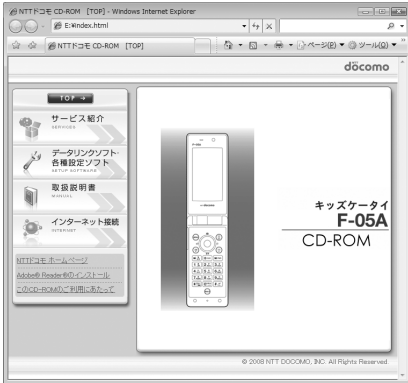 NTTドコモ CD-ROM [TOP] - Windows Internet Explorer
E:¥index.html
NTTドコモ CD-ROM [TOP]
ページ(P) ツール(O)
döcomo
TOP →
サービス紹介
SERVICES
データリンクソフト・
各種設定ソフト
SETUP SOFTWARE
取扱説明書
MANUAL
インターネット接続
INTERNET
NTTドコモ ホームページ
Adobe® Reader®のインストール
このCD-ROMのご利用にあたって
F-05A
キッズケータイ
F-05A
CD-ROM
© 2008 NTT DOCOMO, INC. All Rights Reserved.